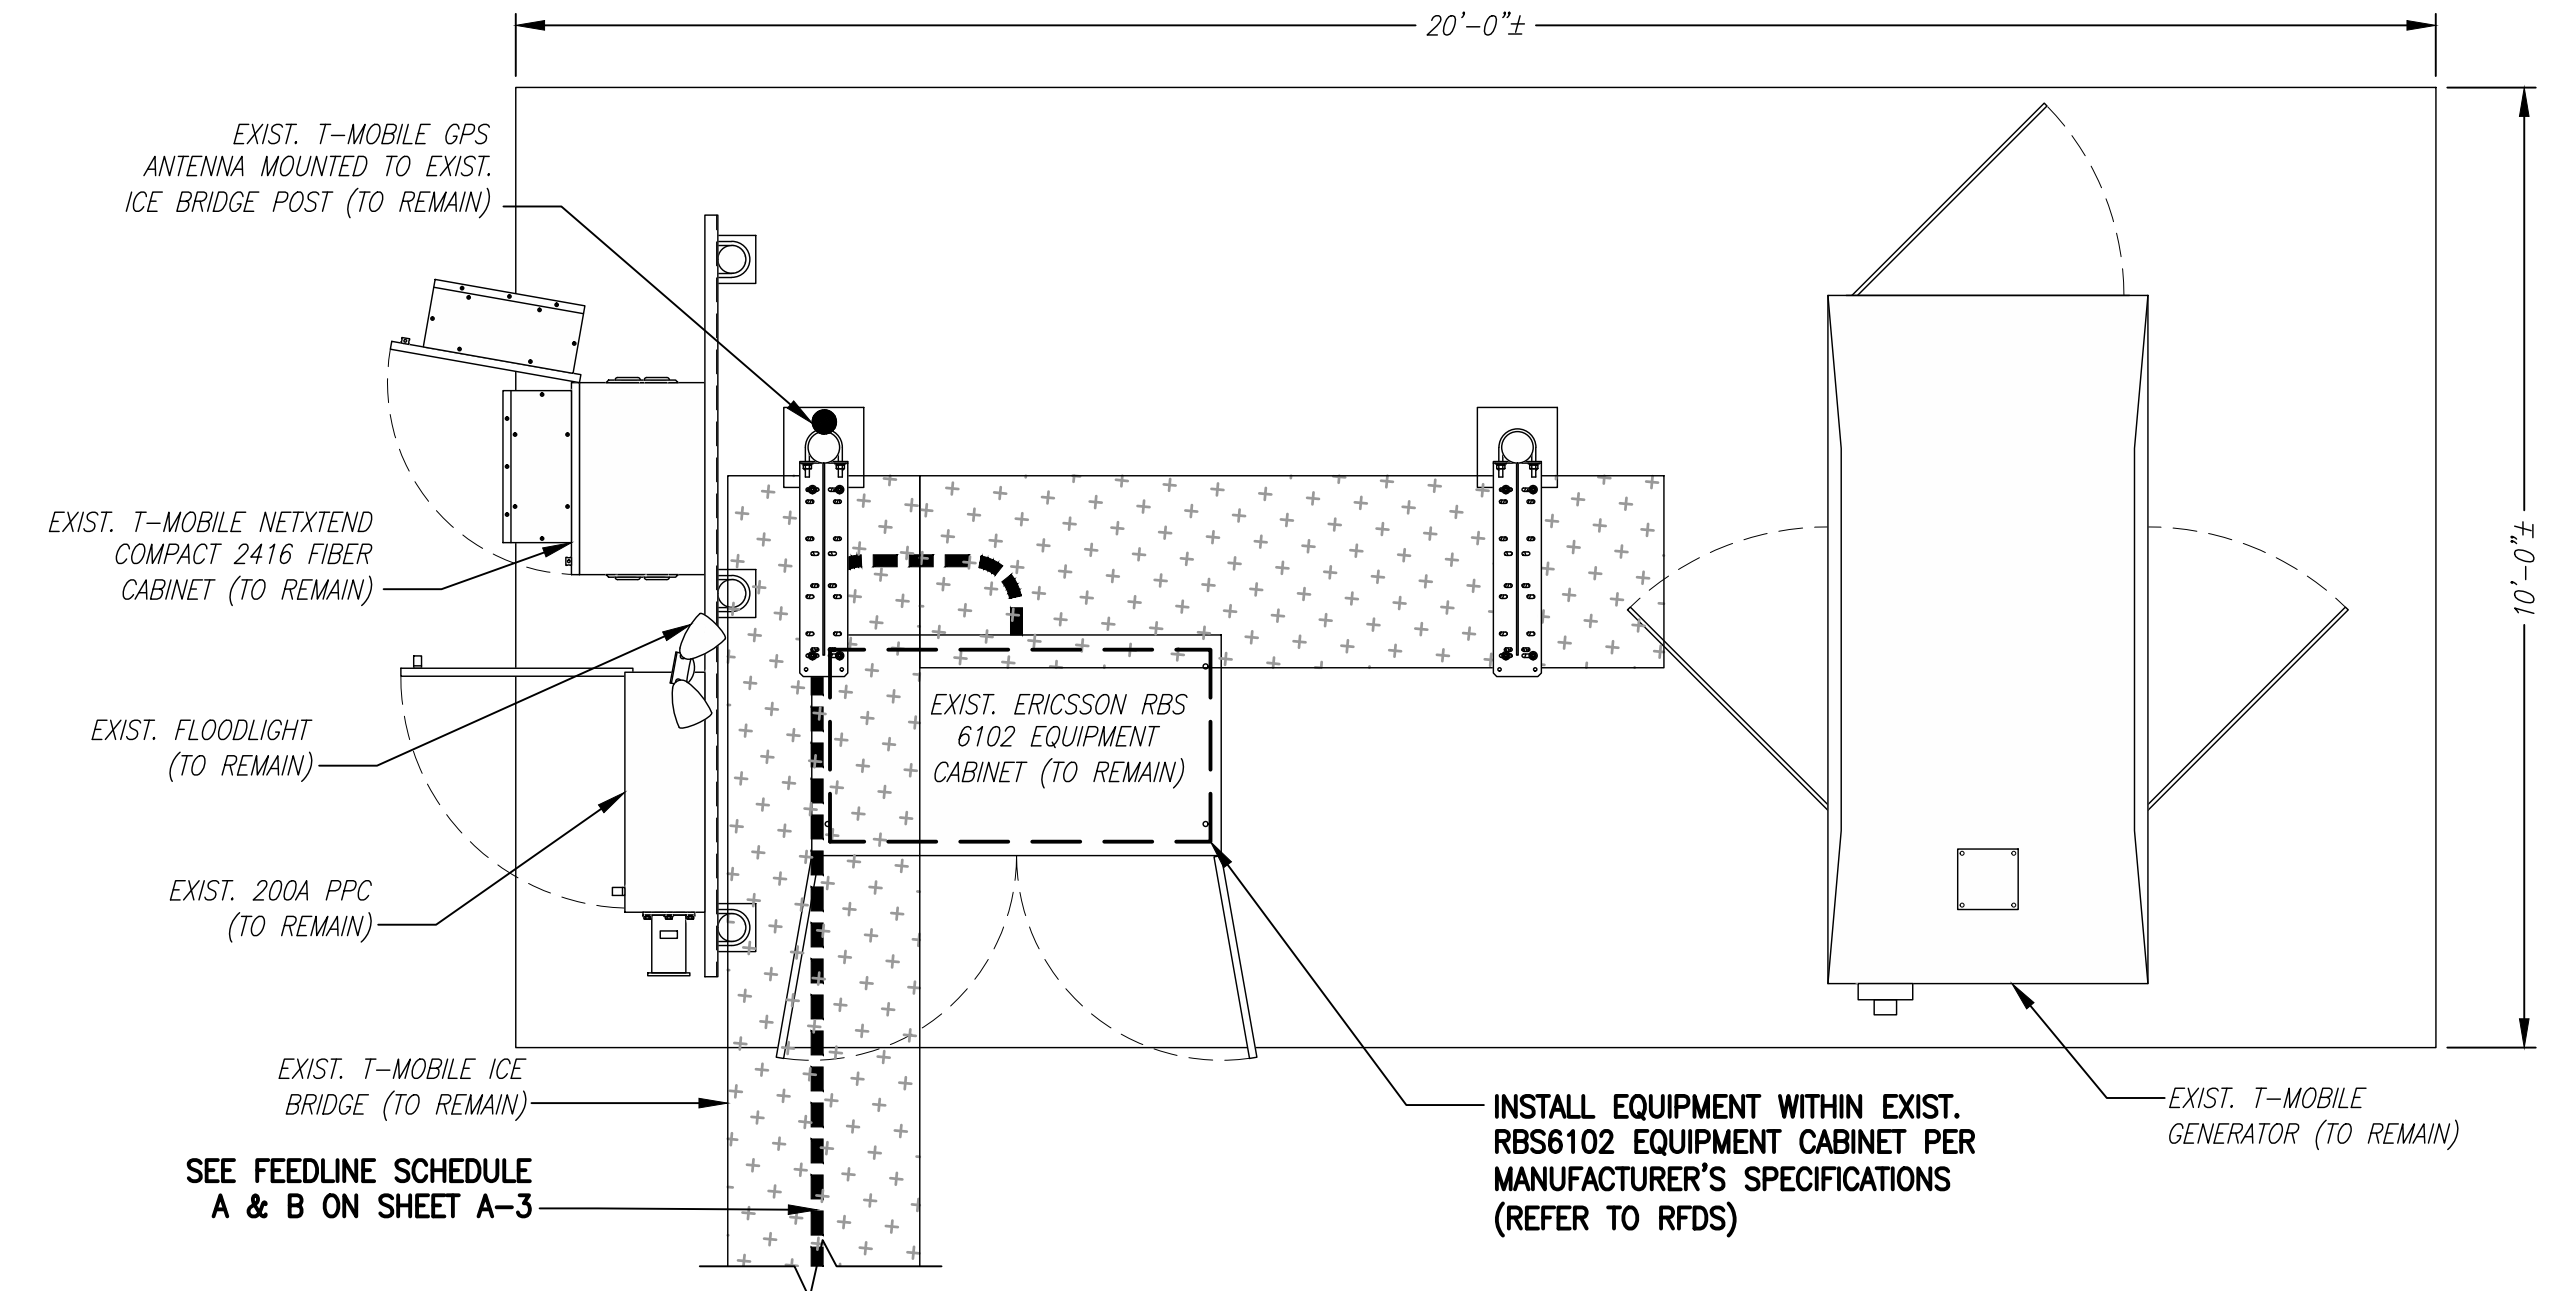 20'-0"±
EXIST. T-MOBILE GPS
ANTENNA MOUNTED TO EXIST.
ICE BRIDGE POST (TO REMAIN)
EXIST. T-MOBILE NETXTEND
COMPACT 2416 FIBER
CABINET (TO REMAIN)
10'-0"±
EXIST. ERICSSON RBS
6102 EQUIPMENT
CABINET (TO REMAIN)
EXIST. FLOODLIGHT
(TO REMAIN)
EXIST. 200A PPC
(TO REMAIN)
EXIST. T-MOBILE ICE
BRIDGE (TO REMAIN)
SEE FEEDLINE SCHEDULE
A & B ON SHEET A-3
INSTALL EQUIPMENT WITHIN EXIST.
RBS6102 EQUIPMENT CABINET PER
MANUFACTURER'S SPECIFICATIONS
(REFER TO RFDS)
EXIST. T-MOBILE
GENERATOR (TO REMAIN)